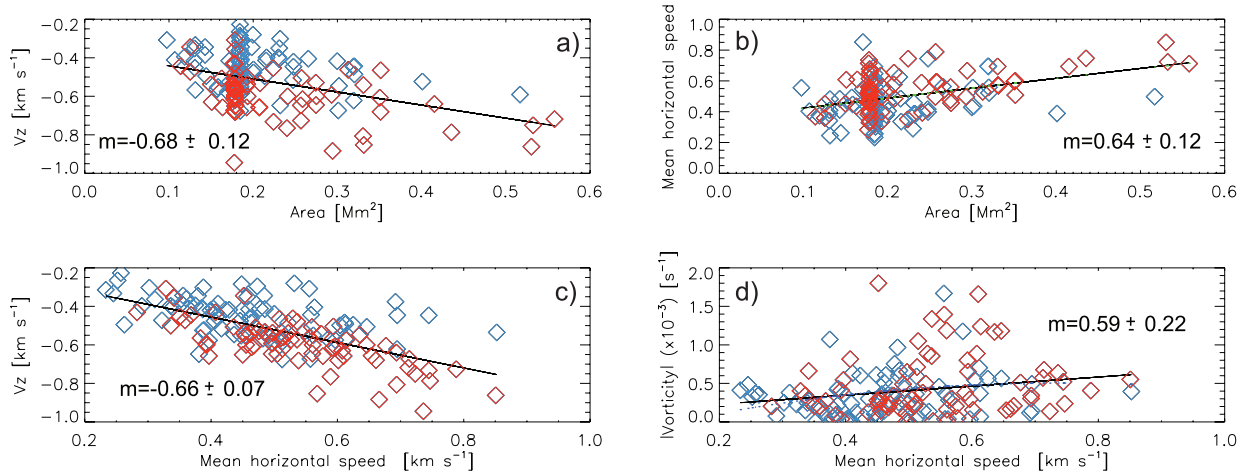 a)
Vz [km s⁻¹]
-0.2
-0.4
-0.6
-0.8
-1.0
m=-0.68 ± 0.12
0.0 0.1 0.2 0.3 0.4 0.5 0.6
Area [Mm²]
b)
Mean horizontal speed
1.0
0.8
0.6
0.4
0.2
0.0
m=0.64 ± 0.12
0.0 0.1 0.2 0.3 0.4 0.5 0.6
Area [Mm²]
c)
Vz [km s⁻¹]
-0.2
-0.4
-0.6
-0.8
-1.0
m=-0.66 ± 0.07
0.2 0.4 0.6 0.8 1.0
Mean horizontal speed [km s⁻¹]
d)
|Vorticity| (×10⁻³) [s⁻¹]
2.0
1.5
1.0
0.5
0.0
m=0.59 ± 0.22
0.2 0.4 0.6 0.8 1.0
Mean horizontal speed [km s⁻¹]